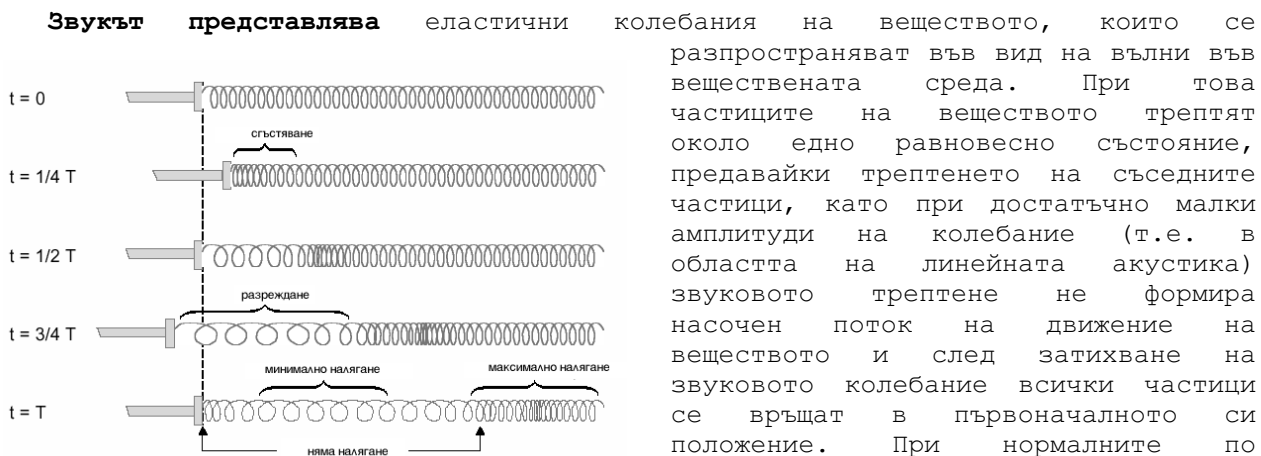 Звукът представлява еластични колебания на веществото, които се
разпространяват във вид на вълни във
веществената среда. При това
частиците на веществото трептят
около едно равновесно състояние,
предавайки трептенето на съседните
частици, като при достатъчно малки
амплитуди на колебание (т.е. в
областта на линейната акустика)
звуковото трептене не формира
насочен поток на движение на
веществото и след затихване на
звуковото колебание всички частици
се връщат в първоначалното си
положение. При нормалните по
t = 0
сгъстяване
t = 1/4 T
t = 1/2 T
разреждане
t = 3/4 T
минимално налягане
максимално налягане
t = T
няма налягане